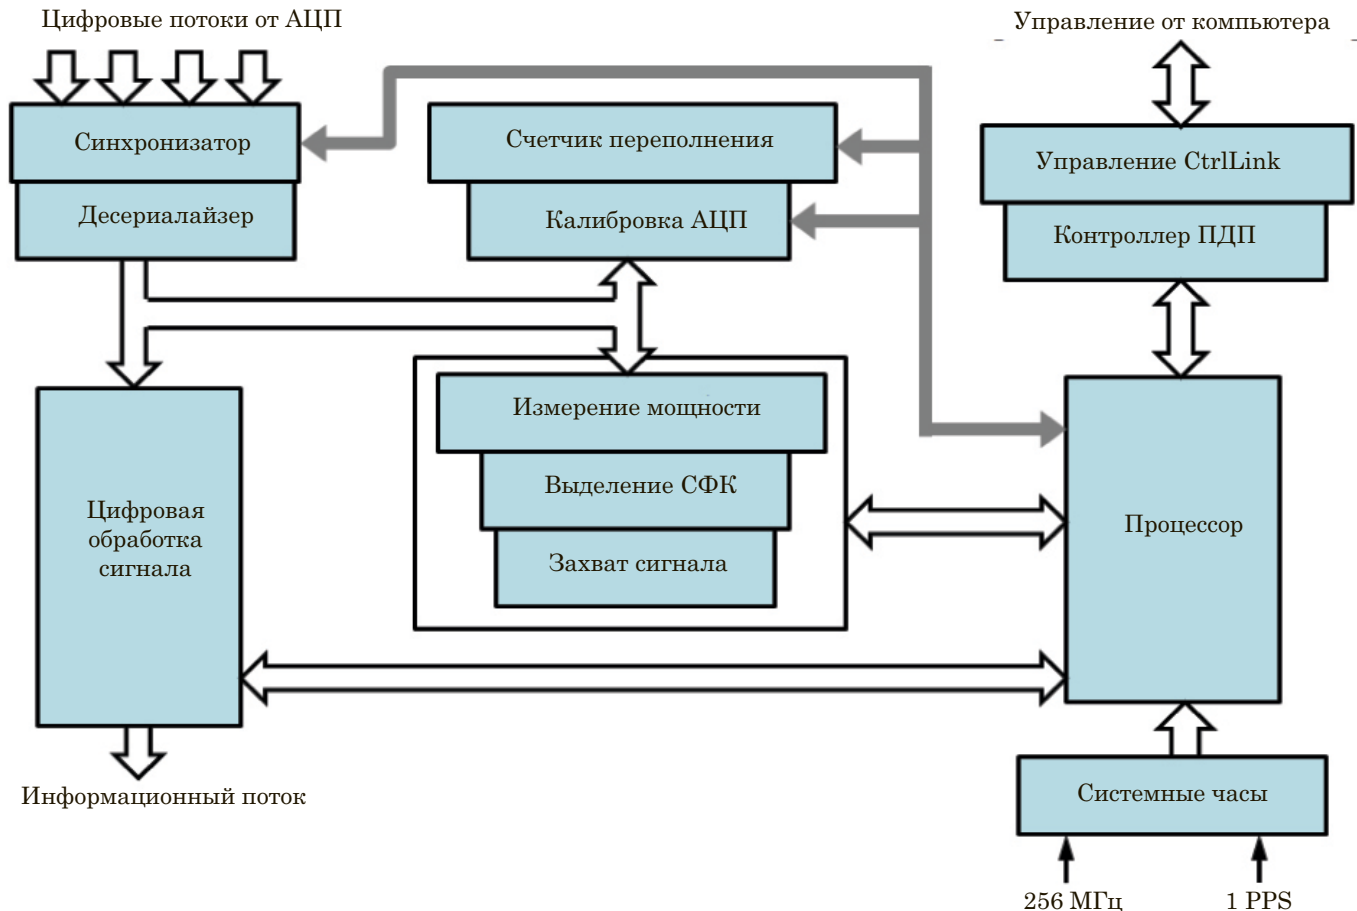 Цифровые потоки от АЦП
Управление от компьютера
Синхронизатор
Десериалайзер
Счетчик переполнения
Калибровка АЦП
Управление CtrlLink
Контроллер ПДП
Измерение мощности
Выделение СФК
Захват сигнала
Цифровая
обработка
сигнала
Процессор
Информационный поток
Системные часы
256 МГц
1 PPS